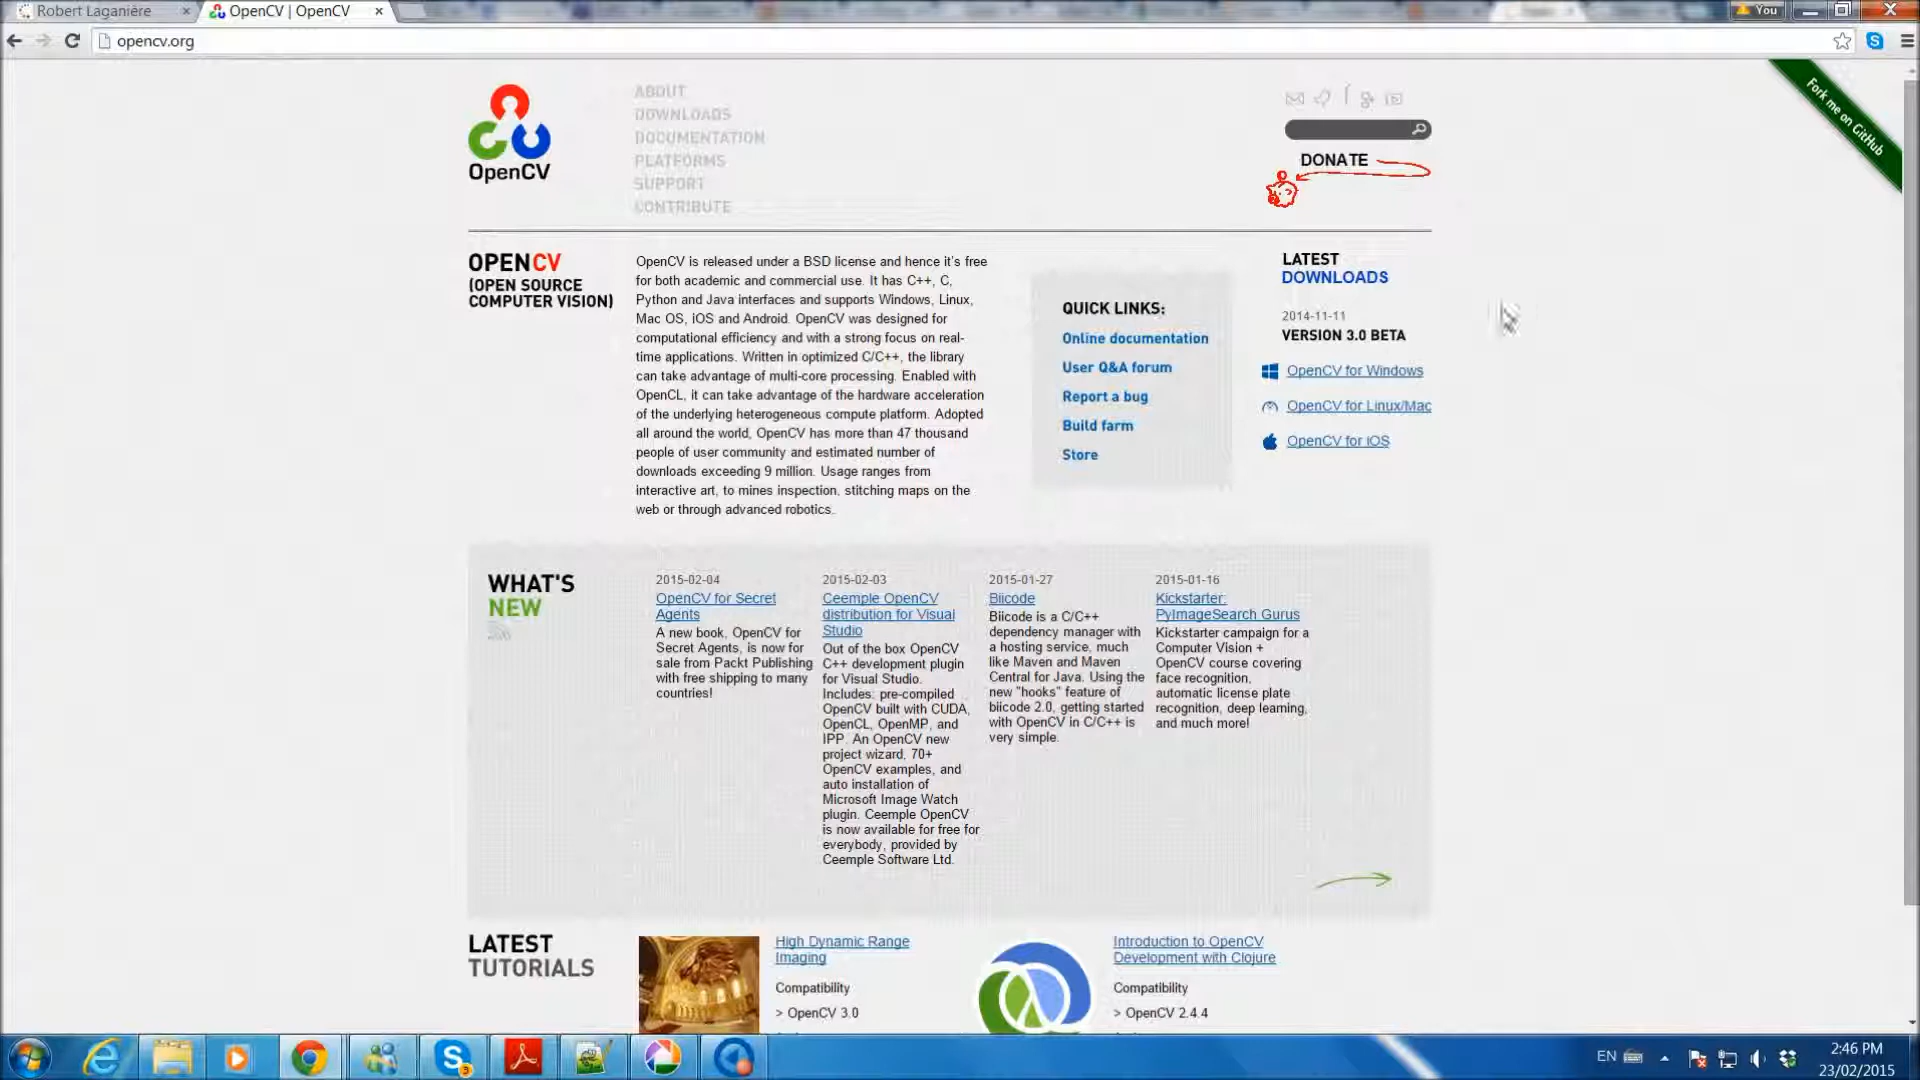 Robert Laganière
OpenCV | OpenCV
You
opencv.org
Fork me on GitHub
OpenCV
ABOUT
DOWNLOADS
DOCUMENTATION
PLATFORMS
SUPPORT
CONTRIBUTE
DONATE
OPENCV
(OPEN SOURCE
COMPUTER VISION)
OpenCV is released under a BSD license and hence it's free
for both academic and commercial use. It has C++, C,
Python and Java interfaces and supports Windows, Linux,
Mac OS, iOS and Android. OpenCV was designed for
computational efficiency and with a strong focus on real-
time applications. Written in optimized C/C++, the library
can take advantage of multi-core processing. Enabled with
OpenCL, it can take advantage of the hardware acceleration
of the underlying heterogeneous compute platform. Adopted
all around the world, OpenCV has more than 47 thousand
people of user community and estimated number of
downloads exceeding 9 million. Usage ranges from
interactive art, to mines inspection, stitching maps on the
web or through advanced robotics.
QUICK LINKS:
Online documentation
User Q&A forum
Report a bug
Build farm
Store
LATEST
DOWNLOADS
2014-11-11
VERSION 3.0 BETA
OpenCV for Windows
OpenCV for Linux/Mac
OpenCV for iOS
WHAT'S
NEW
2015-02-04
OpenCV for Secret
Agents
A new book, OpenCV for
Secret Agents, is now for
sale from Packt Publishing
with free shipping to many
countries!
2015-02-03
Ceemple OpenCV
distribution for Visual
Studio
Out of the box OpenCV
C++ development plugin
for Visual Studio.
Includes: pre-compiled
OpenCV built with CUDA,
OpenCL, OpenMP, and
IPP. An OpenCV new
project wizard, 70+
OpenCV examples, and
auto installation of
Microsoft Image Watch
plugin. Ceemple OpenCV
is now available for free for
everybody, provided by
Ceemple Software Ltd.
2015-01-27
Biicode
Biicode is a C/C++
dependency manager with
a hosting service, much
like Maven and Maven
Central for Java. Using the
new "hooks" feature of
biicode 2.0, getting started
with OpenCV in C/C++ is
very simple.
2015-01-16
Kickstarter:
PyImageSearch Gurus
Kickstarter campaign for a
Computer Vision +
OpenCV course covering
face recognition,
automatic license plate
recognition, deep learning,
and much more!
LATEST
TUTORIALS
High Dynamic Range
Imaging
Compatibility
> OpenCV 3.0
Introduction to OpenCV
Development with Clojure
Compatibility
> OpenCV 2.4.4
EN
2:46 PM
23/02/2015